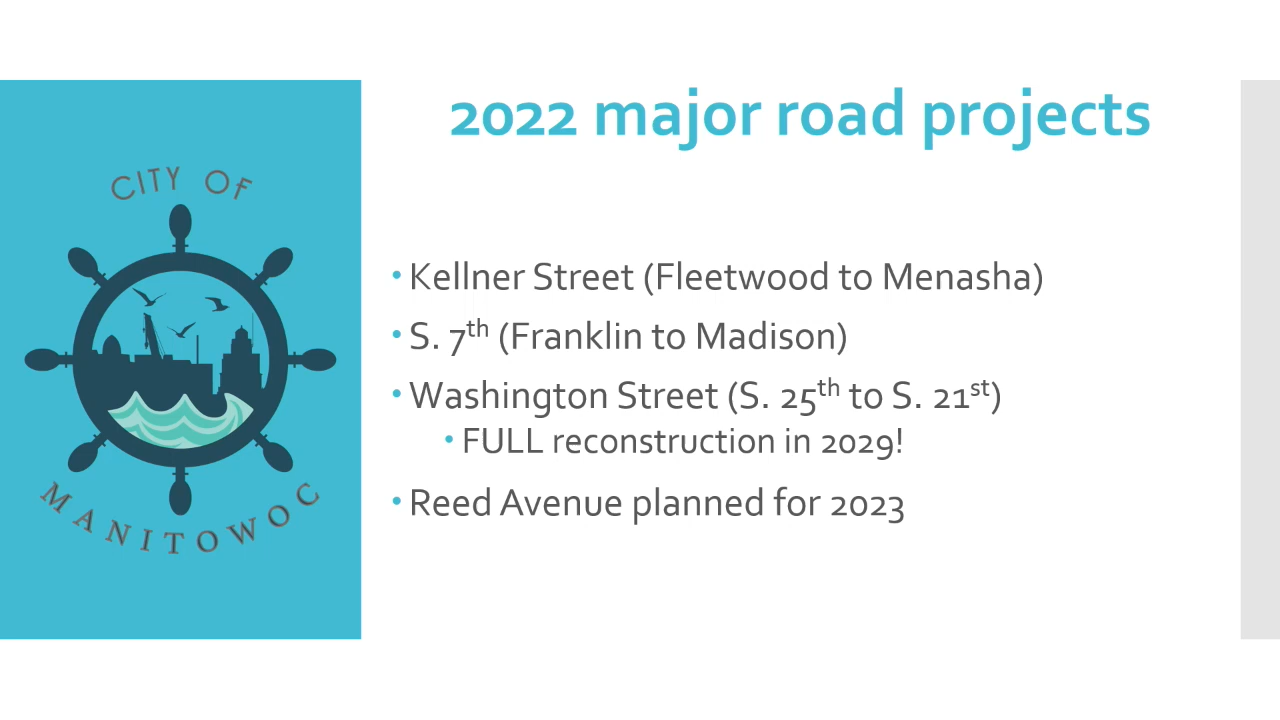 2022 major road projects
CITY OF
MANITOWOC
• Kellner Street (Fleetwood to Menasha)
• S. 7th (Franklin to Madison)
• Washington Street (S. 25th to S. 21st)
• FULL reconstruction in 2029!
• Reed Avenue planned for 2023